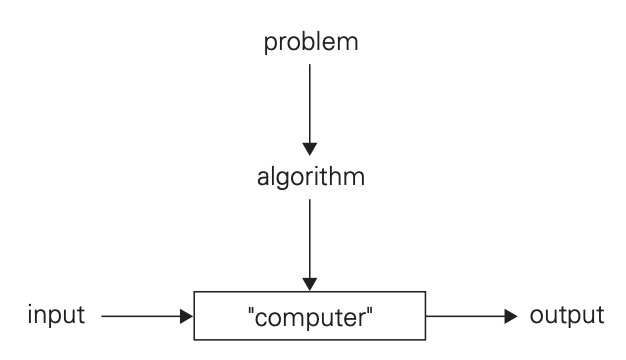 problem
algorithm
input "computer" output